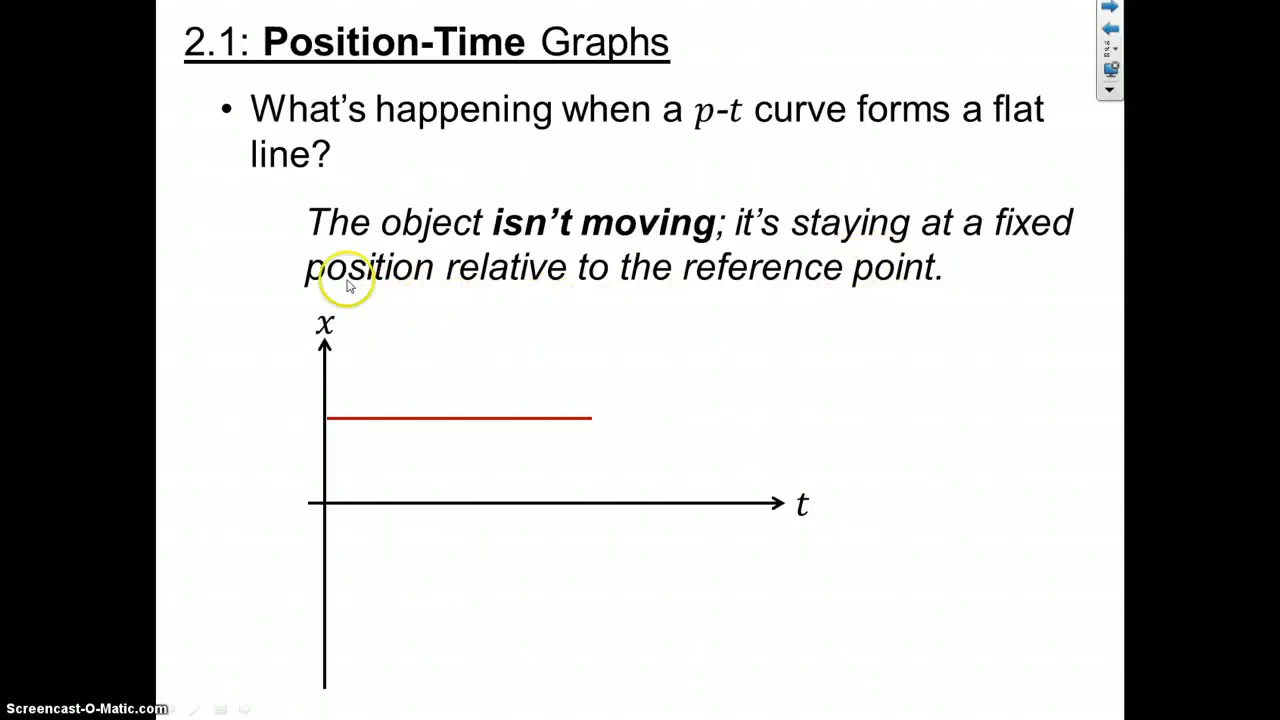 2.1: Position-Time Graphs
• What's happening when a p-t curve forms a flat
line?
The object isn't moving; it's staying at a fixed
position relative to the reference point.
x
t
Screencast-O-Matic.com